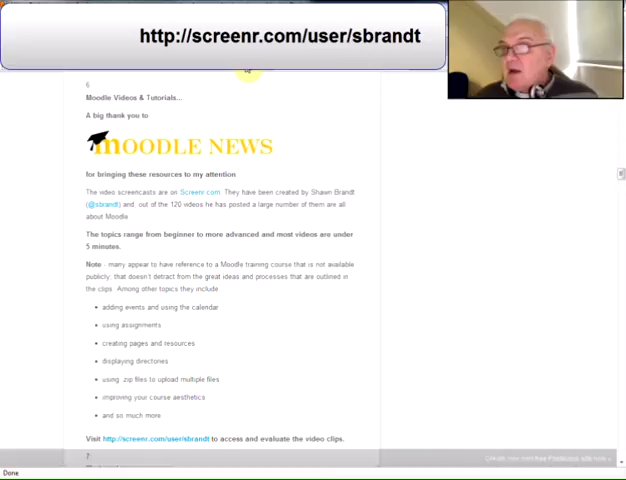 http://screenr.com/user/sbrandt
6
Moodle Videos & Tutorials...
A big thank you to
moodle news
for bringing these resources to my attention
The video screencasts are on Screenr.com They have been created by Shawn Brandt
(@sbrandt) and out of the 120 videos he has posted a large number of them are all
about Moodle
The topics range from beginner to more advanced and most videos are under
5 minutes.
Note - many appear to have reference to a Moodle training course that is not available
publicly; that doesn't detract from the great ideas and processes that are outlined in
the clips Among other topics they include
• adding events and using the calendar
• using assignments
• creating pages and resources
• displaying directories
• using .zip files to upload multiple files
• improving your course aesthetics
• and so much more
Visit http://screenr.com/user/sbrandt to access and evaluate the video clips.
7
Done